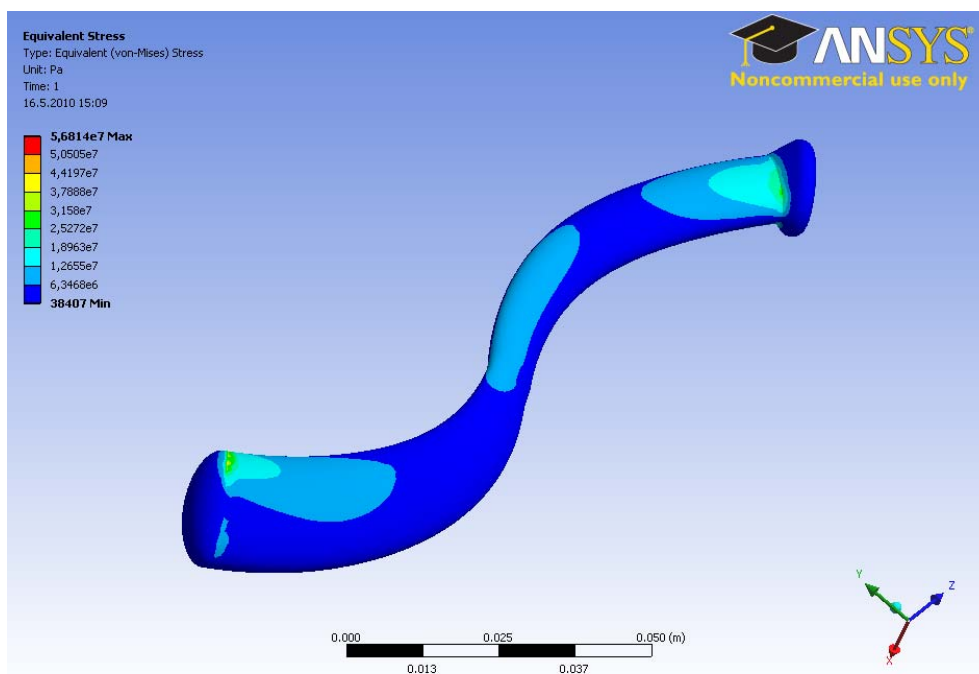 Equivalent Stress
Type: Equivalent (von-Mises) Stress
Unit: Pa
Time: 1
16.5.2010 15:09
ANSYS
Noncommercial use only
5,6814e7 Max
5,0505e7
4,4197e7
3,7888e7
3,158e7
2,5272e7
1,8963e7
1,2655e7
6,3468e6
38407 Min
Y
Z
X
0.000
0.025
0.050 (m)
0.013
0.037